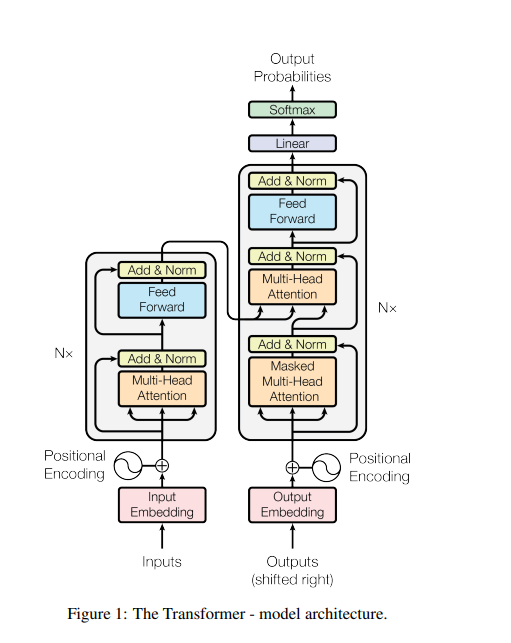 Output
Probabilities
Softmax
Linear
Add & Norm
Feed
Forward
Add & Norm
Multi-Head
Attention
Add & Norm
Masked
Multi-Head
Attention
N×
Add & Norm
Feed
Forward
Add & Norm
Multi-Head
Attention
N×
Positional
Encoding
Positional
Encoding
Input
Embedding
Output
Embedding
Inputs
Outputs
(shifted right)
Figure 1: The Transformer - model architecture.